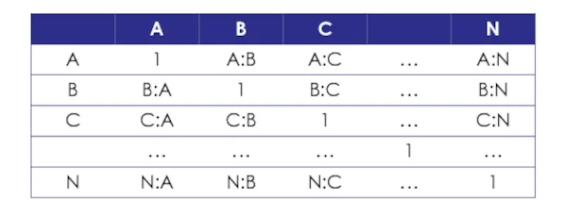 A B C N
A 1 A:B A:C ... A:N
B B:A 1 B:C ... B:N
C C:A C:B 1 ... C:N
... ... ... 1 ...
N N:A N:B N:C ... 1